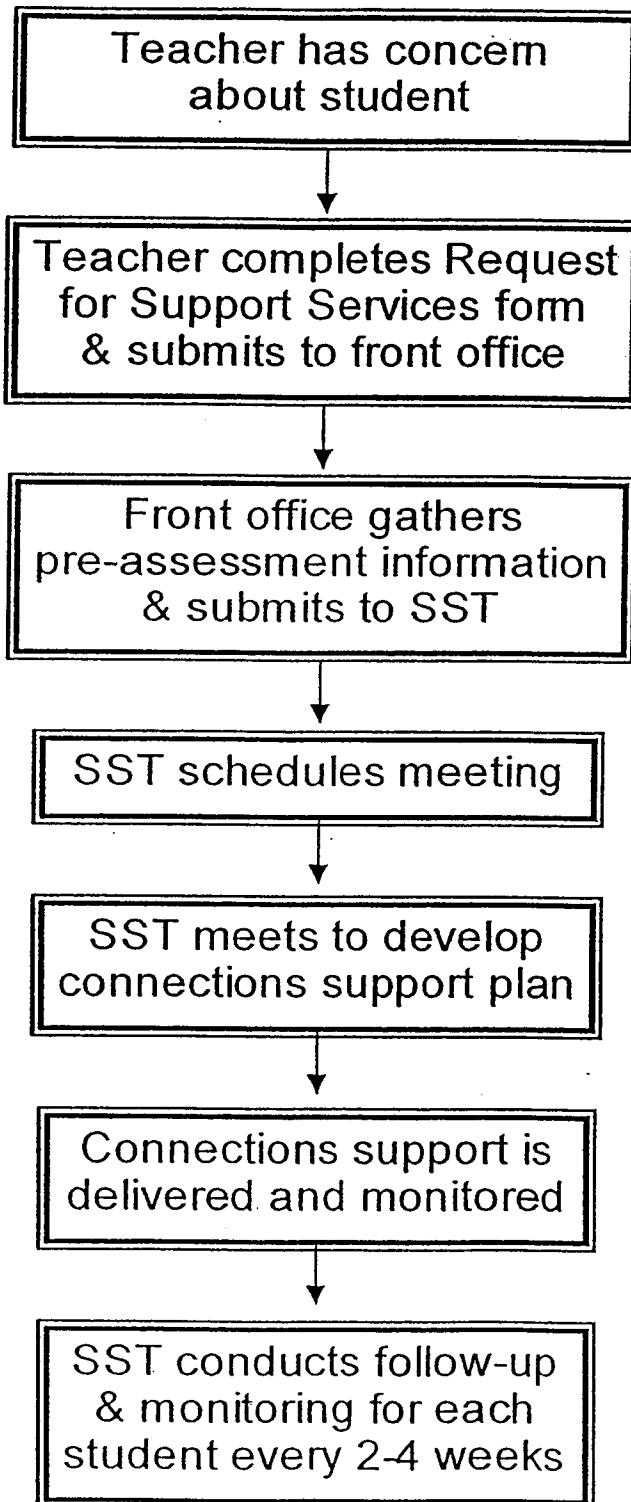 Teacher has concern
about student
Teacher completes Request
for Support Services form
& submits to front office
Front office gathers
pre-assessment information
& submits to SST
SST schedules meeting
SST meets to develop
connections support plan
Connections support is
delivered and monitored
SST conducts follow-up
& monitoring for each
student every 2-4 weeks